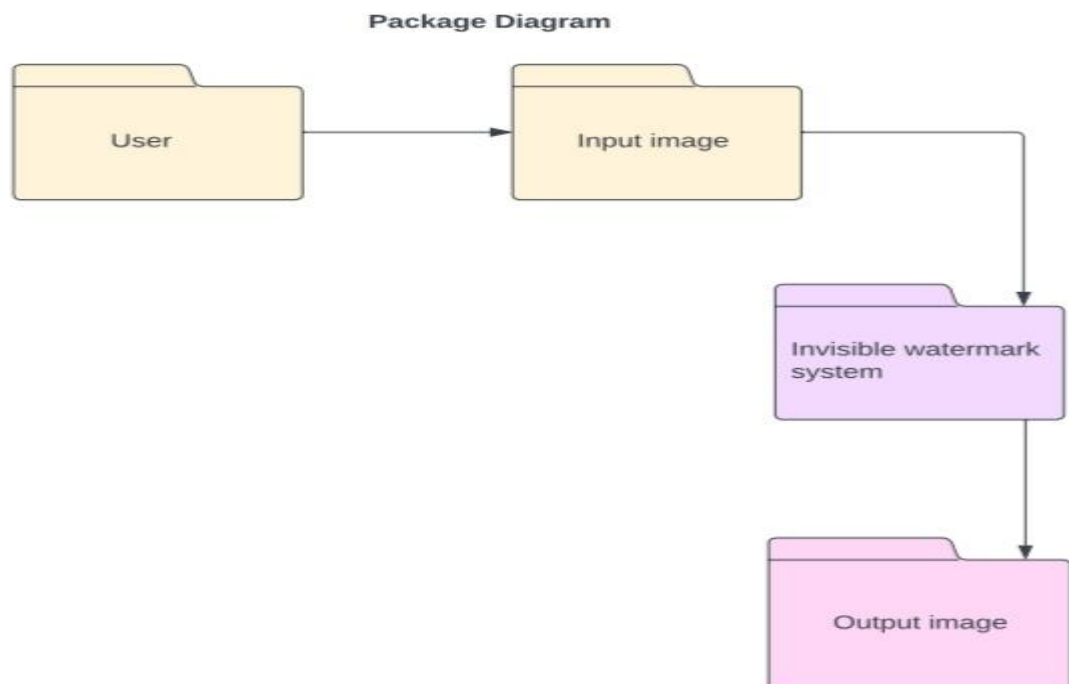 Package Diagram
User
Input image
Invisible watermark
system
Output image